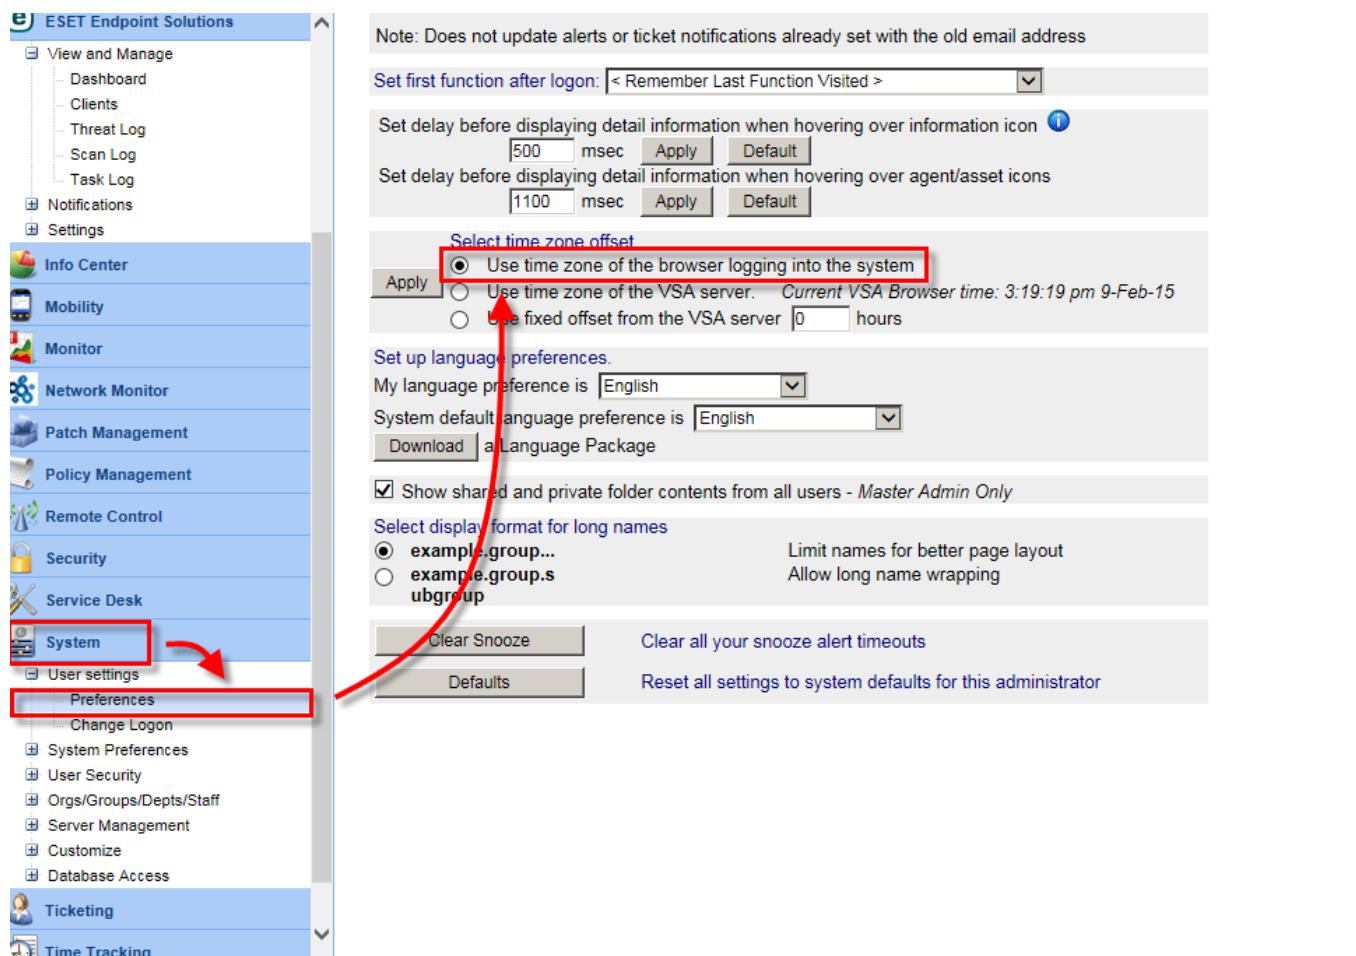 ESET Endpoint Solutions
View and Manage
Dashboard
Clients
Threat Log
Scan Log
Task Log
Notifications
Settings
Info Center
Mobility
Monitor
Network Monitor
Patch Management
Policy Management
Remote Control
Security
Service Desk
System
User settings
Preferences
Change Logon
System Preferences
User Security
Orgs/Groups/Depts/Staff
Server Management
Customize
Database Access
Ticketing
Time Tracking
Note: Does not update alerts or ticket notifications already set with the old email address
Set first function after logon: < Remember Last Function Visited >
Set delay before displaying detail information when hovering over information icon
500 msec Apply Default
Set delay before displaying detail information when hovering over agent/asset icons
1100 msec Apply Default
Select time zone offset
Use time zone of the browser logging into the system
Apply
Use time zone of the VSA server. Current VSA Browser time: 3:19:19 pm 9-Feb-15
Use fixed offset from the VSA server 0 hours
Set up language preferences.
My language preference is English
System default language preference is English
Download a Language Package
Show shared and private folder contents from all users - Master Admin Only
Select display format for long names
example.group... Limit names for better page layout
example.group.s Allow long name wrapping
ubgroup
Clear Snooze Clear all your snooze alert timeouts
Defaults Reset all settings to system defaults for this administrator